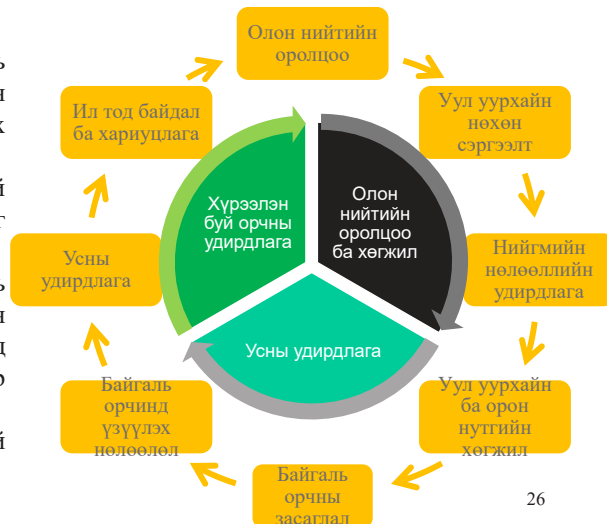 Олон нийтийн
оролцоо
Уул уурхайн
нөхөн
сэргээлт
Нийгмийн
нөлөөллийн
удирдлага
Уул уурхайн
ба орон
нутгийн
хөгжил
Байгаль
орчны
засаглал
Байгаль
орчинд
үзүүлэх
нөлөөлөл
Усны
удирдлага
Ил тод байдал
ба хариуцлага
Хүрээлэн
буй орчны
удирдлага
Олон
нийтийн
оролцоо
ба хөгжил
Усны удирдлага
26